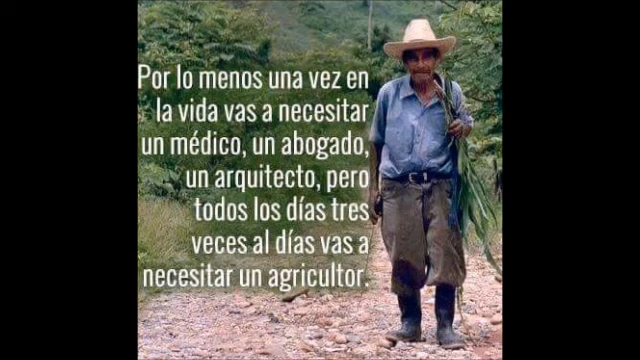 Por lo menos una vez en
la vida vas a necesitar
un médico, un abogado,
un arquitecto, pero
todos los días tres
veces al días vas a
necesitar un agricultor.